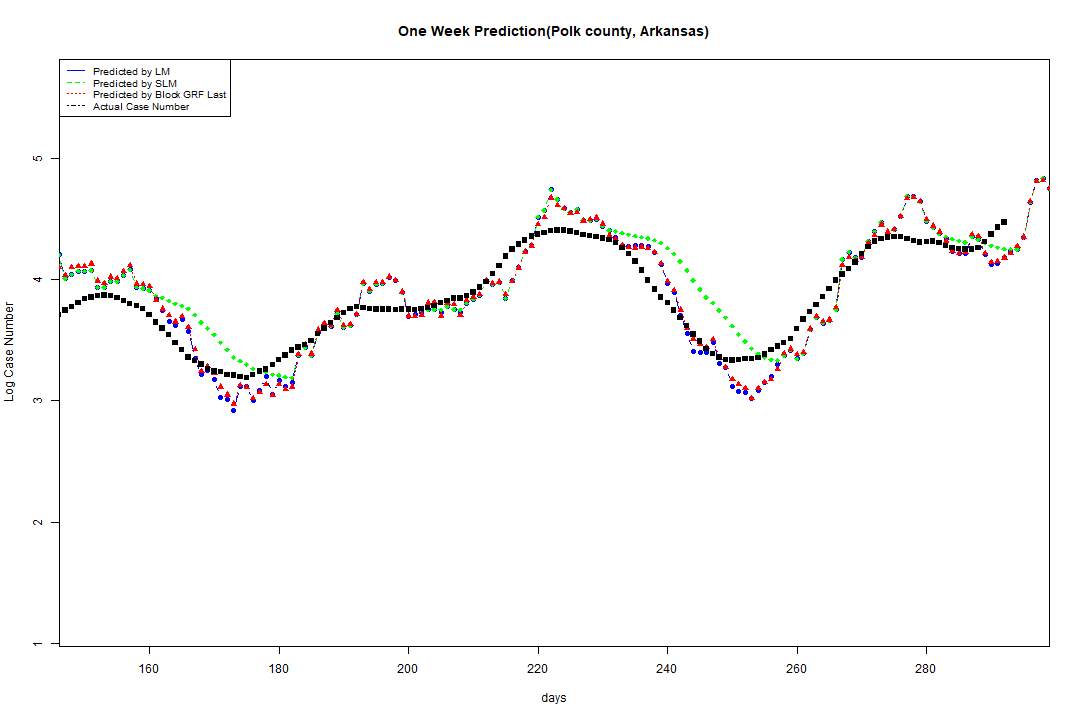 One Week Prediction(Polk county, Arkansas)
Predicted by LM
Predicted by SLM
Predicted by Block GRF Last
Actual Case Number
5
4
3
2
1
Log Case Number
160 180 200 220 240 260 280
days